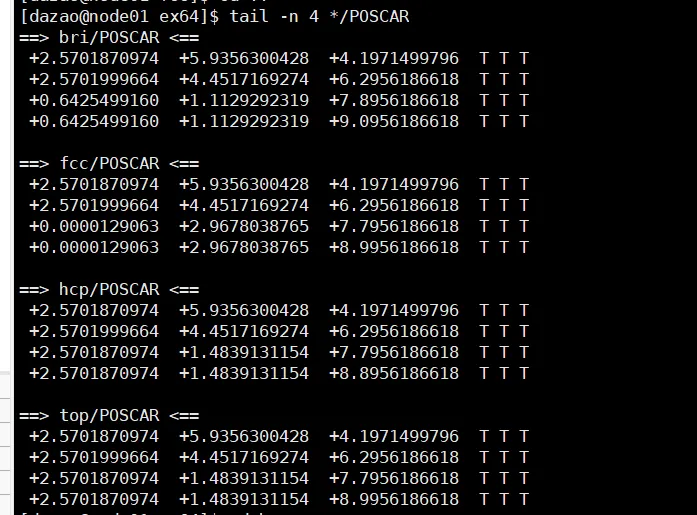 [dazao@node01 ex64]$ tail -n 4 */POSCAR
==> bri/POSCAR <==
+2.5701870974 +5.9356300428 +4.1971499796 T T T
+2.5701999664 +4.4517169274 +6.2956186618 T T T
+0.6425499160 +1.1129292319 +7.8956186618 T T T
+0.6425499160 +1.1129292319 +9.0956186618 T T T

==> fcc/POSCAR <==
+2.5701870974 +5.9356300428 +4.1971499796 T T T
+2.5701999664 +4.4517169274 +6.2956186618 T T T
+0.0000129063 +2.9678038765 +7.7956186618 T T T
+0.0000129063 +2.9678038765 +8.9956186618 T T T

==> hcp/POSCAR <==
+2.5701870974 +5.9356300428 +4.1971499796 T T T
+2.5701999664 +4.4517169274 +6.2956186618 T T T
+2.5701870974 +1.4839131154 +7.7956186618 T T T
+2.5701870974 +1.4839131154 +8.8956186618 T T T

==> top/POSCAR <==
+2.5701870974 +5.9356300428 +4.1971499796 T T T
+2.5701999664 +4.4517169274 +6.2956186618 T T T
+2.5701870974 +1.4839131154 +7.7956186618 T T T
+2.5701870974 +1.4839131154 +8.9956186618 T T T